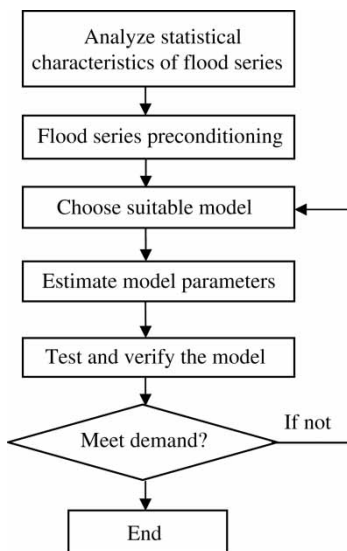 Analyze statistical
characteristics of flood series
Flood series preconditioning
Choose suitable model
Estimate model parameters
Test and verify the model
Meet demand?
If not
End